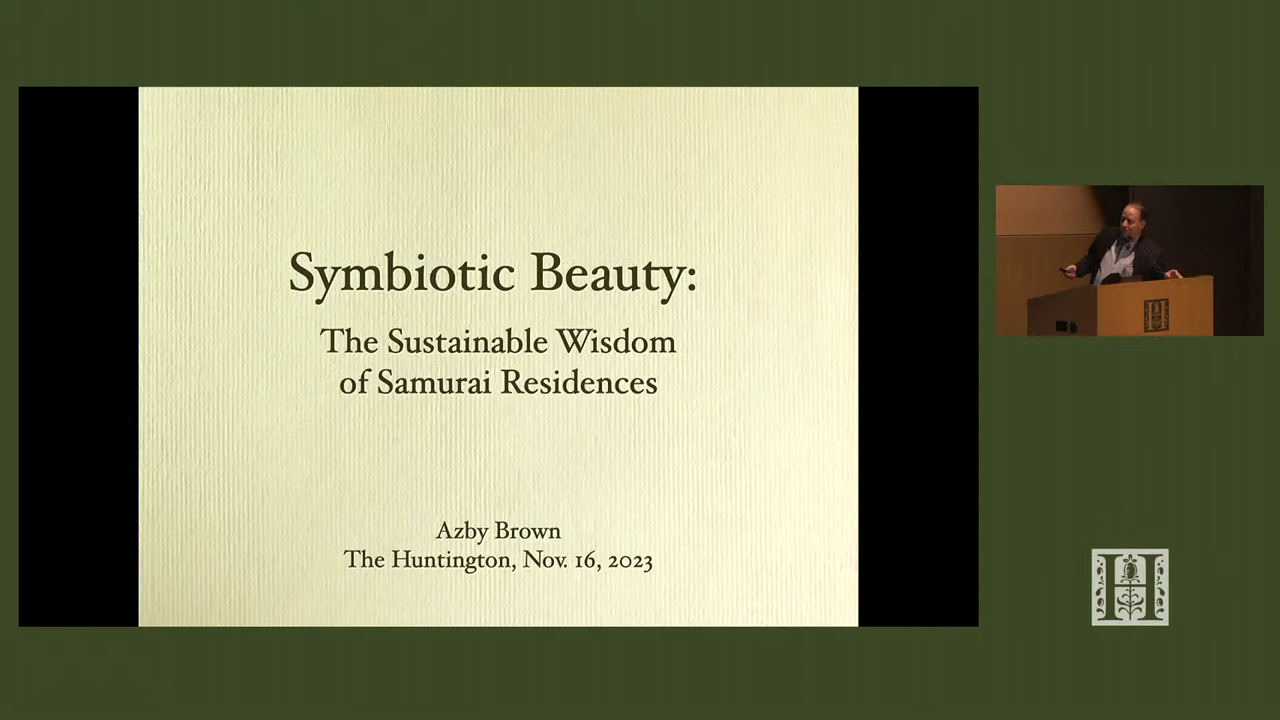 Symbiotic Beauty:
The Sustainable Wisdom
of Samurai Residences
Azby Brown
The Huntington, Nov. 16, 2023
H